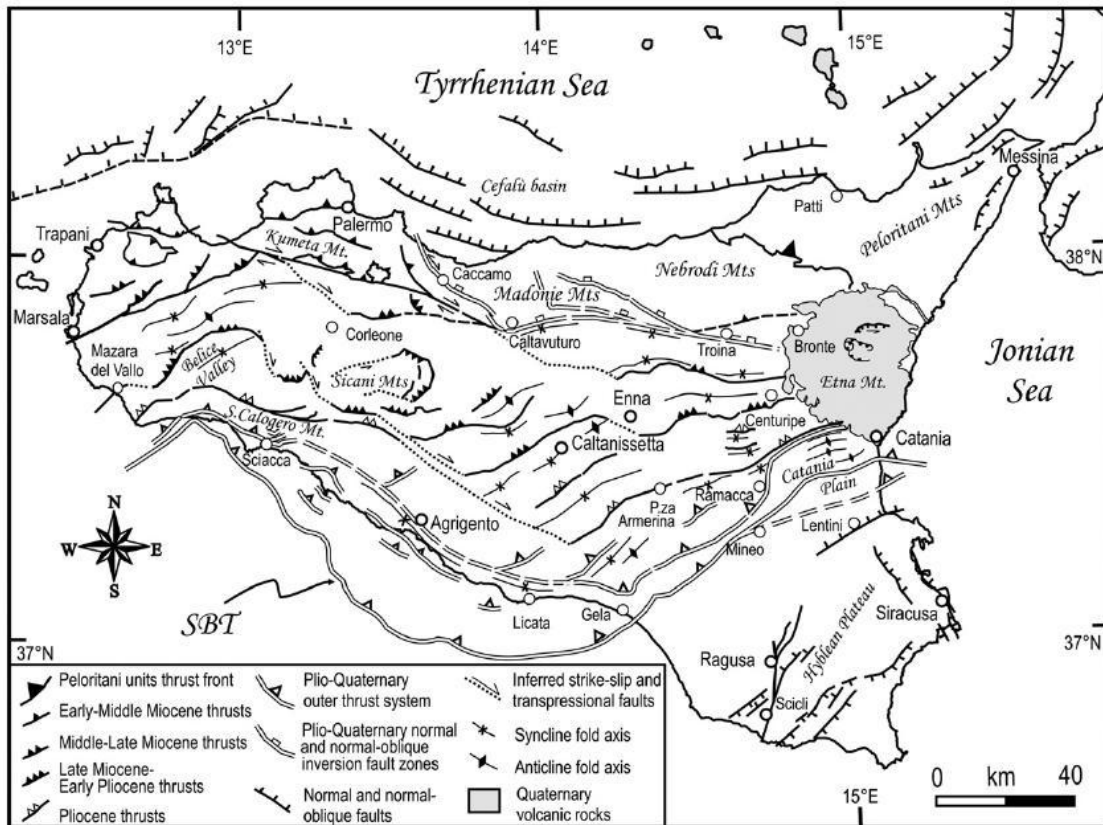 13°E
14°E
15°E
Tyrrhenian Sea
Messina
Cefalù basin
Patti
Peloritani Mts
Palermo
Trapani
Kumeta Mt.
38°N
Nebrodi Mts
Caccamo
Madonie Mts
Marsala
Corleone
Caltavuturo
Troina
Bronte
Jonian
Sea
Mazara
del Vallo
Belice
Valley
Sicani Mts
Etna Mt.
Enna
Centuripe
S.Calogero Mt.
Caltanissetta
Catania
Sciacca
Catania
Plain
Ramacca
P.za
Armerina
Agrigento
Lentini
Mineo
N
W E
S
SBT
Licata
Gela
Siracusa
Hyblean Plateau
37°N
37°N
Ragusa
Scicli
Peloritani units thrust front
Early-Middle Miocene thrusts
Middle-Late Miocene thrusts
Late Miocene-
Early Pliocene thrusts
Pliocene thrusts
Plio-Quaternary
outer thrust system
Plio-Quaternary normal
and normal-oblique
inversion fault zones
Normal and normal-
oblique faults
Inferred strike-slip and
transpressional faults
Syncline fold axis
Anticline fold axis
Quaternary
volcanic rocks
0 km 40
15°E